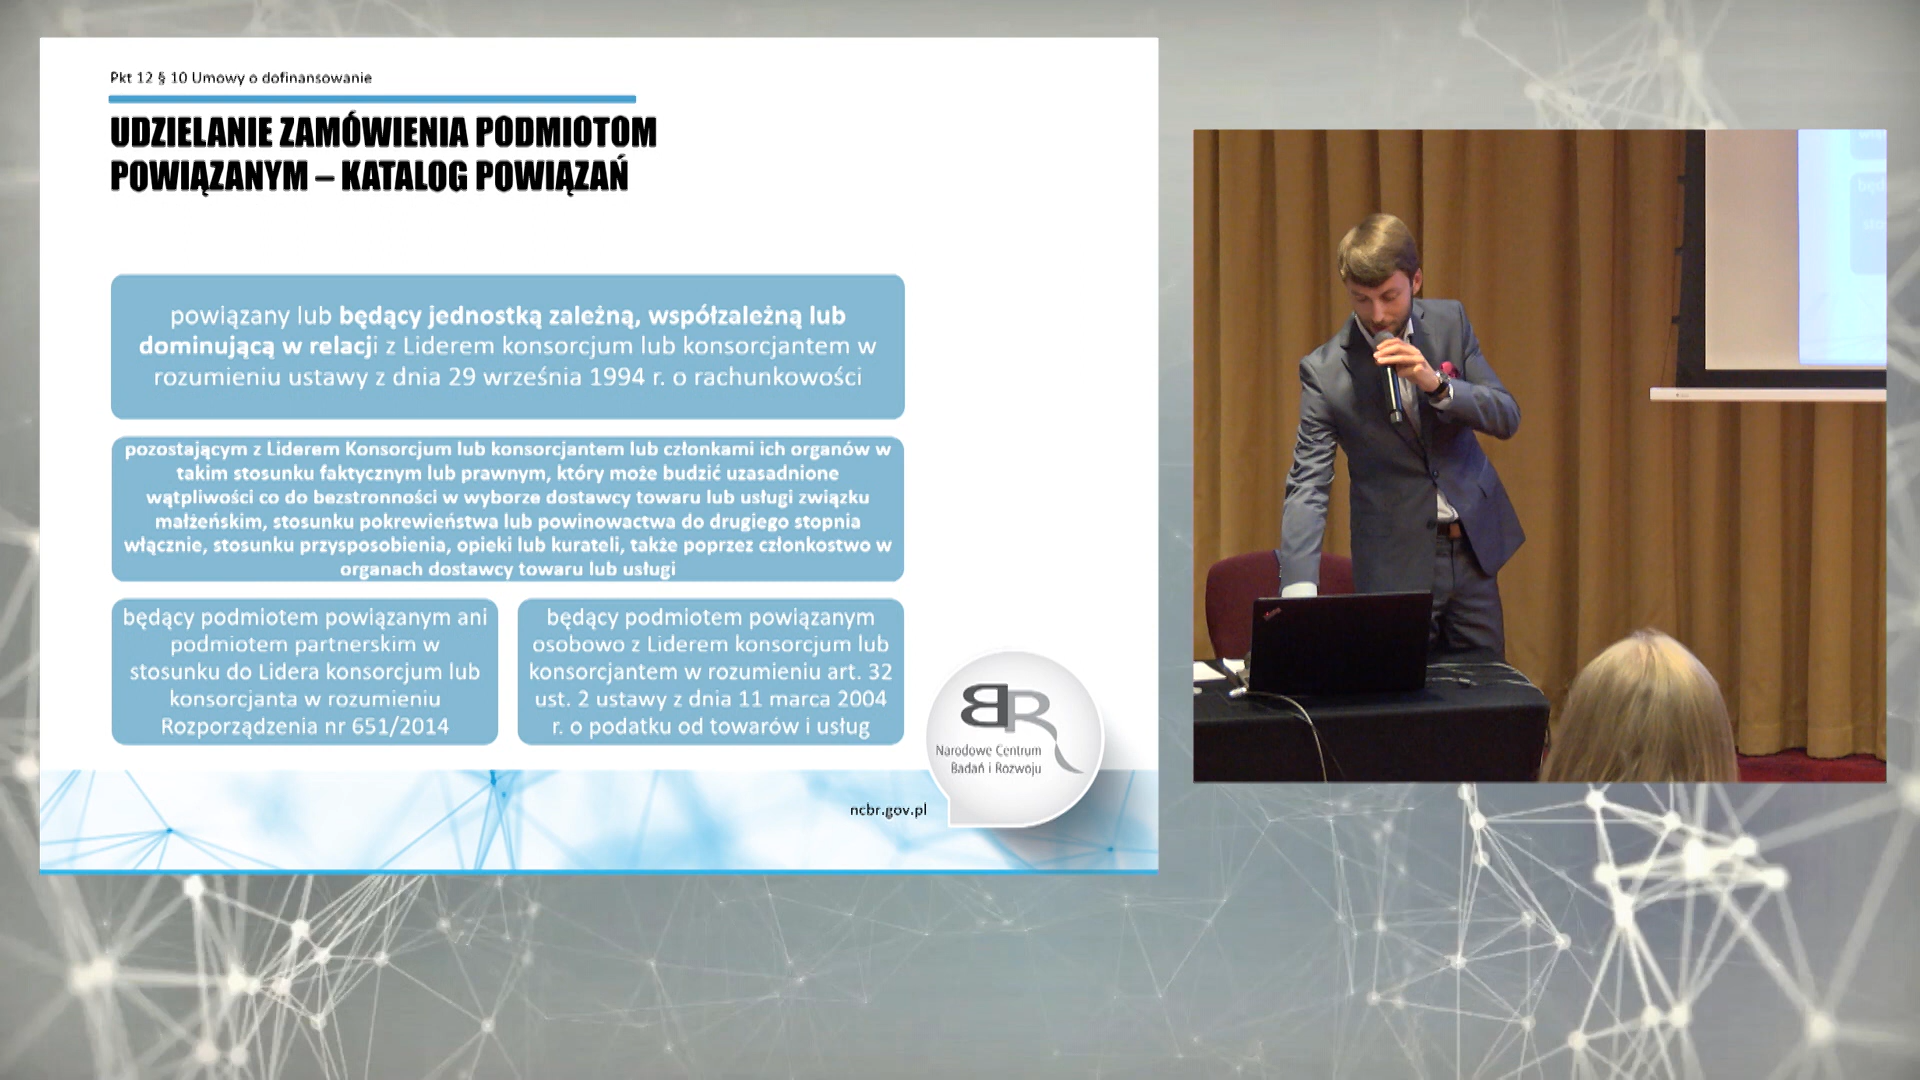 Pkt 12 § 10 Umowy o dofinansowanie
UDZIELANIE ZAMÓWIENIA PODMIOTOM
POWIĄZANYM – KATALOG POWIĄZAŃ
powiązany lub będący jednostką zależną, współzależną lub
dominującą w relacji z Liderem konsorcjum lub konsorcjantem w
rozumieniu ustawy z dnia 29 września 1994 r. o rachunkowości
pozostającym z Liderem Konsorcjum lub konsorcjantem lub członkami ich organów w
takim stosunku faktycznym lub prawnym, który może budzić uzasadnione
wątpliwości co do bezstronności w wyborze dostawcy towaru lub usługi związku
małżeńskim, stosunku pokrewieństwa lub powinowactwa do drugiego stopnia
włącznie, stosunku przysposobienia, opieki lub kurateli, także poprzez członkostwo w
organach dostawcy towaru lub usługi
będący podmiotem powiązanym ani
podmiotem partnerskim w
stosunku do Lidera konsorcjum lub
konsorcjanta w rozumieniu
Rozporządzenia nr 651/2014
będący podmiotem powiązanym
osobowo z Liderem konsorcjum lub
konsorcjantem w rozumieniu art. 32
ust. 2 ustawy z dnia 11 marca 2004
r. o podatku od towarów i usług
BR
Narodowe Centrum
Badań i Rozwoju
ncbr.gov.pl